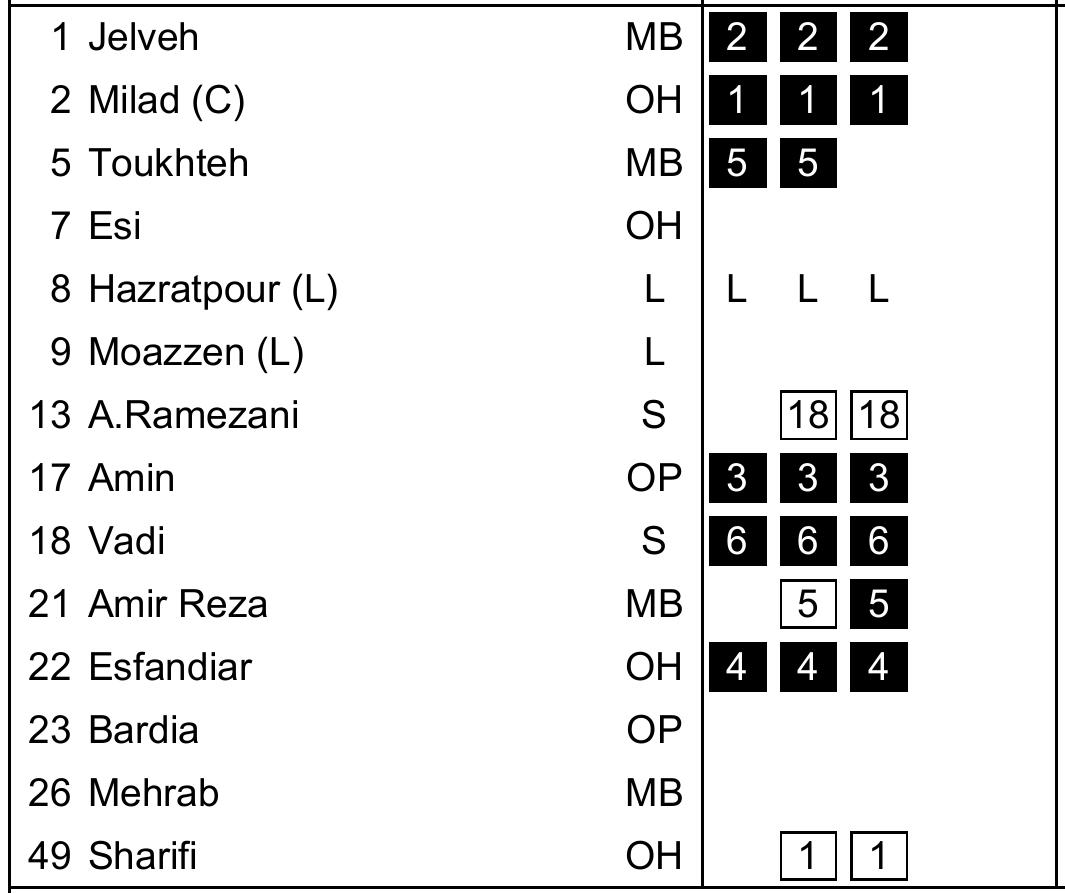 1 Jelveh MB 2 2 2
2 Milad (C) OH 1 1 1
5 Toukhteh MB 5 5
7 Esi OH
8 Hazratpour (L) L L L L
9 Moazzen (L) L
13 A.Ramezani S 18 18
17 Amin OP 3 3 3
18 Vadi S 6 6 6
21 Amir Reza MB 5 5
22 Esfandiar OH 4 4 4
23 Bardia OP
26 Mehrab MB
49 Sharifi OH 1 1